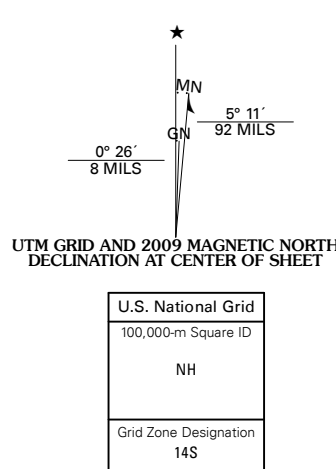 MN
GN
5° 11´
92 MILS
0° 26´
8 MILS
UTM GRID AND 2009 MAGNETIC NORTH
DECLINATION AT CENTER OF SHEET
U.S. National Grid
100,000-m Square ID
NH
Grid Zone Designation
14S